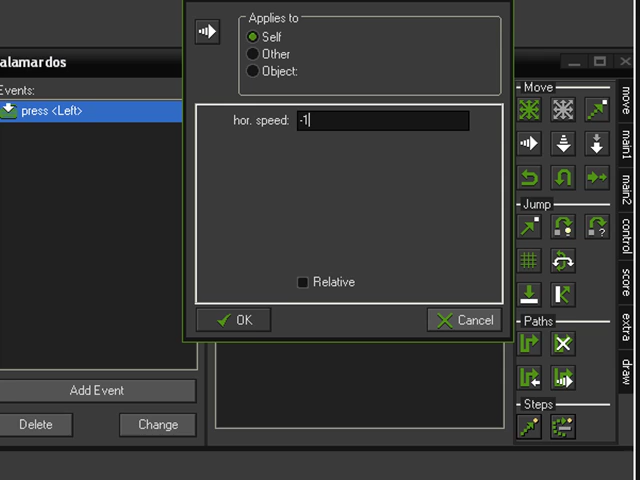 Applies to
Self
Other
Object:
alamardos
Events:
press <Left>
hor. speed: -1
Relative
OK
Cancel
Add Event
Delete
Change
Move
Jump
Paths
Steps
move
main1
main2
control
score
extra
draw